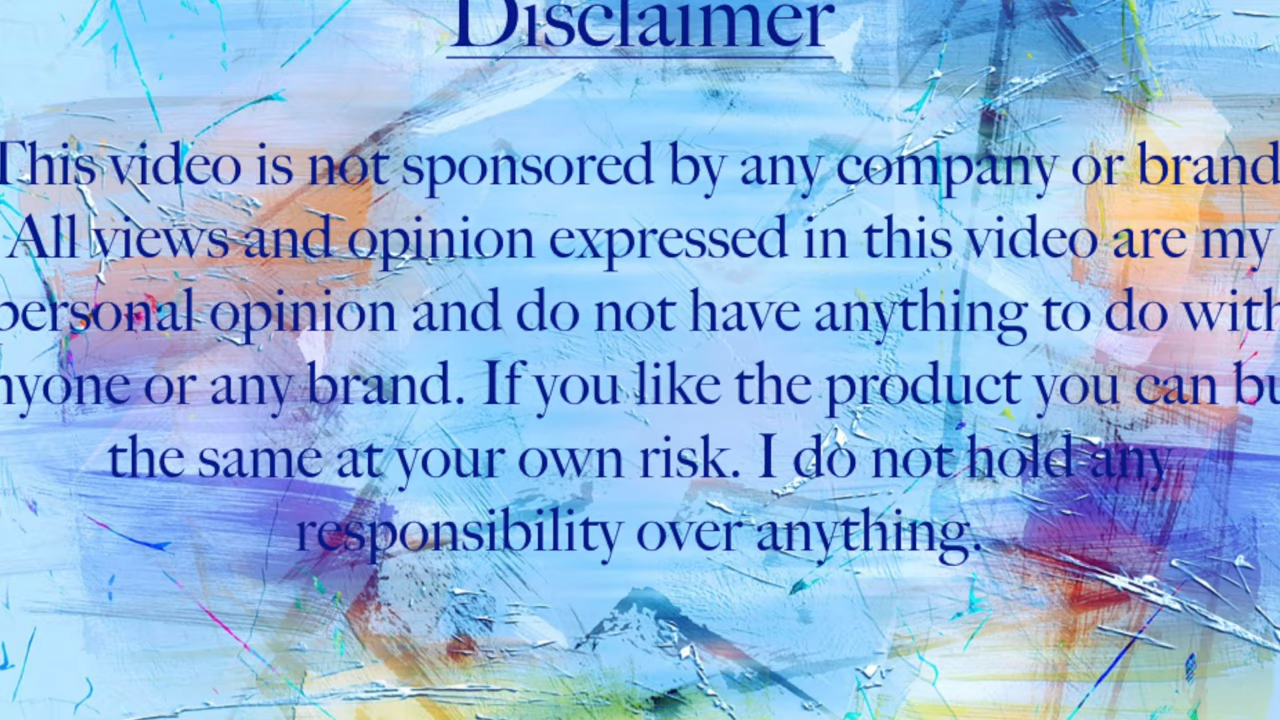 Disclaimer
This video is not sponsored by any company or brand
All views and opinion expressed in this video are my
personal opinion and do not have anything to do with
nyone or any brand. If you like the product you can bu
the same at your own risk. I do not hold any
responsibility over anything.